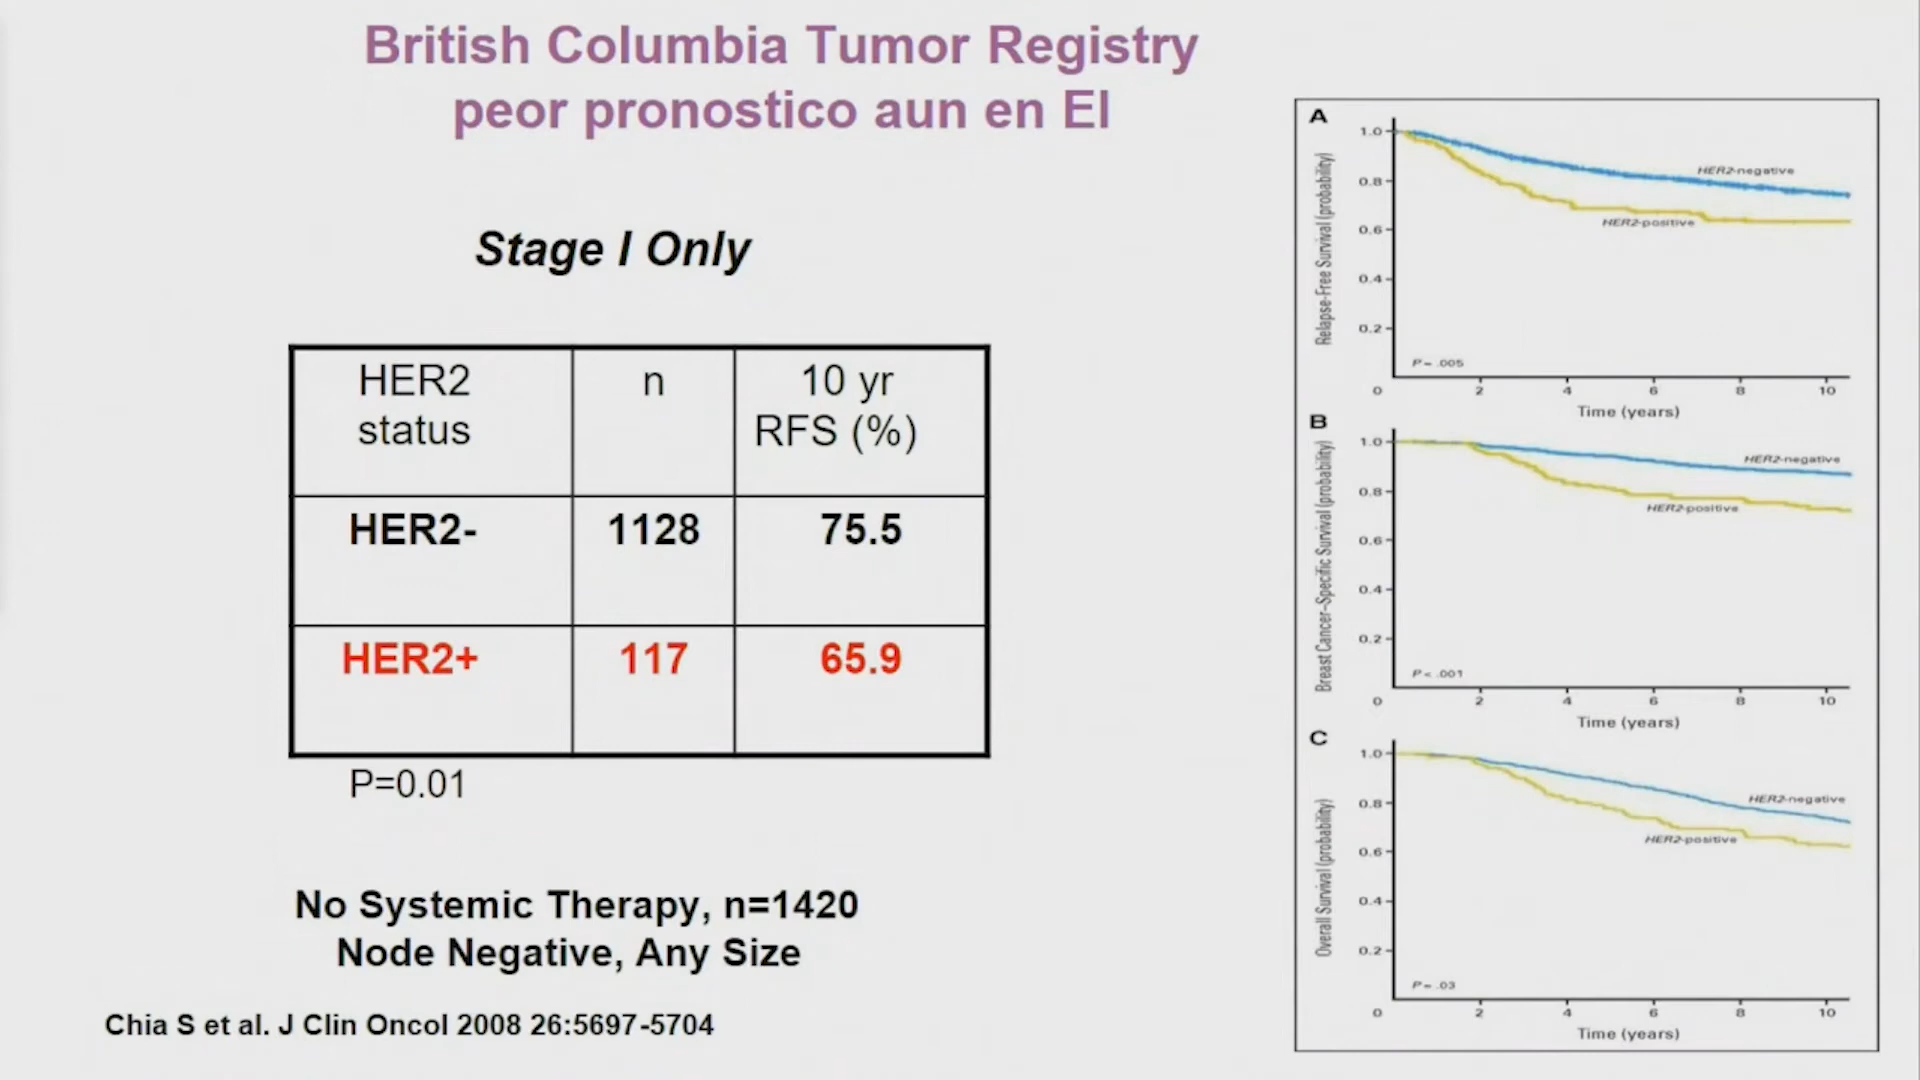 British Columbia Tumor Registry
peor pronostico aun en EI
Stage I Only
HER2 status
n
10 yr RFS (%)
HER2-
1128
75.5
HER2+
117
65.9
P=0.01
No Systemic Therapy, n=1420
Node Negative, Any Size
Chia S et al. J Clin Oncol 2008 26:5697-5704
A
Relapse-Free Survival (probability)
1.0
0.8
0.6
0.4
0.2
HER2-negative
HER2-positive
P = .005
0 2 4 6 8 10
Time (years)
B
Breast Cancer–Specific Survival (probability)
1.0
0.8
0.6
0.4
0.2
HER2-negative
HER2-positive
P < .001
0 2 4 6 8 10
Time (years)
C
Overall Survival (probability)
1.0
0.8
0.6
0.4
0.2
HER2-negative
HER2-positive
P = .03
0 2 4 6 8 10
Time (years)